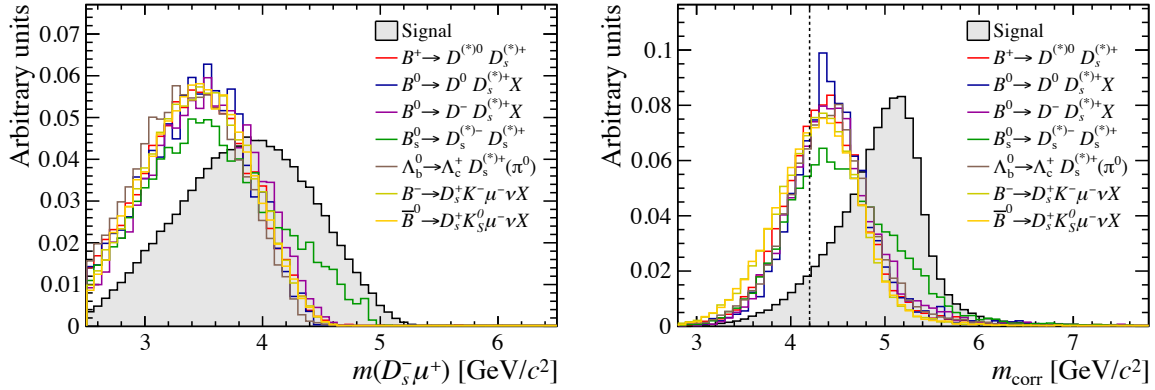 Arbitrary units
0.07
0.06
0.05
0.04
0.03
0.02
0.01
0
3 4 5 6
m(D_s^-μ^+) [GeV/c^2]
Signal
B^+→ D^{(*)0} D_s^{(*)+}
B^0→ D^0 D_s^{(*)+}X
B^0→ D^- D_s^{(*)+}X
B_s^0→ D_s^{(*)-} D_s^{(*)+}
Λ_b^0→Λ_c^+ D_s^{(*)+}(π^0)
B^-→D_s^+K^-μ^-νX
B̅^0→D_s^+K_S^0μ^-νX
Arbitrary units
0.1
0.08
0.06
0.04
0.02
0
3 4 5 6 7
m_corr [GeV/c^2]
Signal
B^+→ D^{(*)0} D_s^{(*)+}
B^0→ D^0 D_s^{(*)+}X
B^0→ D^- D_s^{(*)+}X
B_s^0→ D_s^{(*)-} D_s^{(*)+}
Λ_b^0→Λ_c^+ D_s^{(*)+}(π^0)
B^-→D_s^+K^-μ^-νX
B̅^0→D_s^+K_S^0μ^-νX